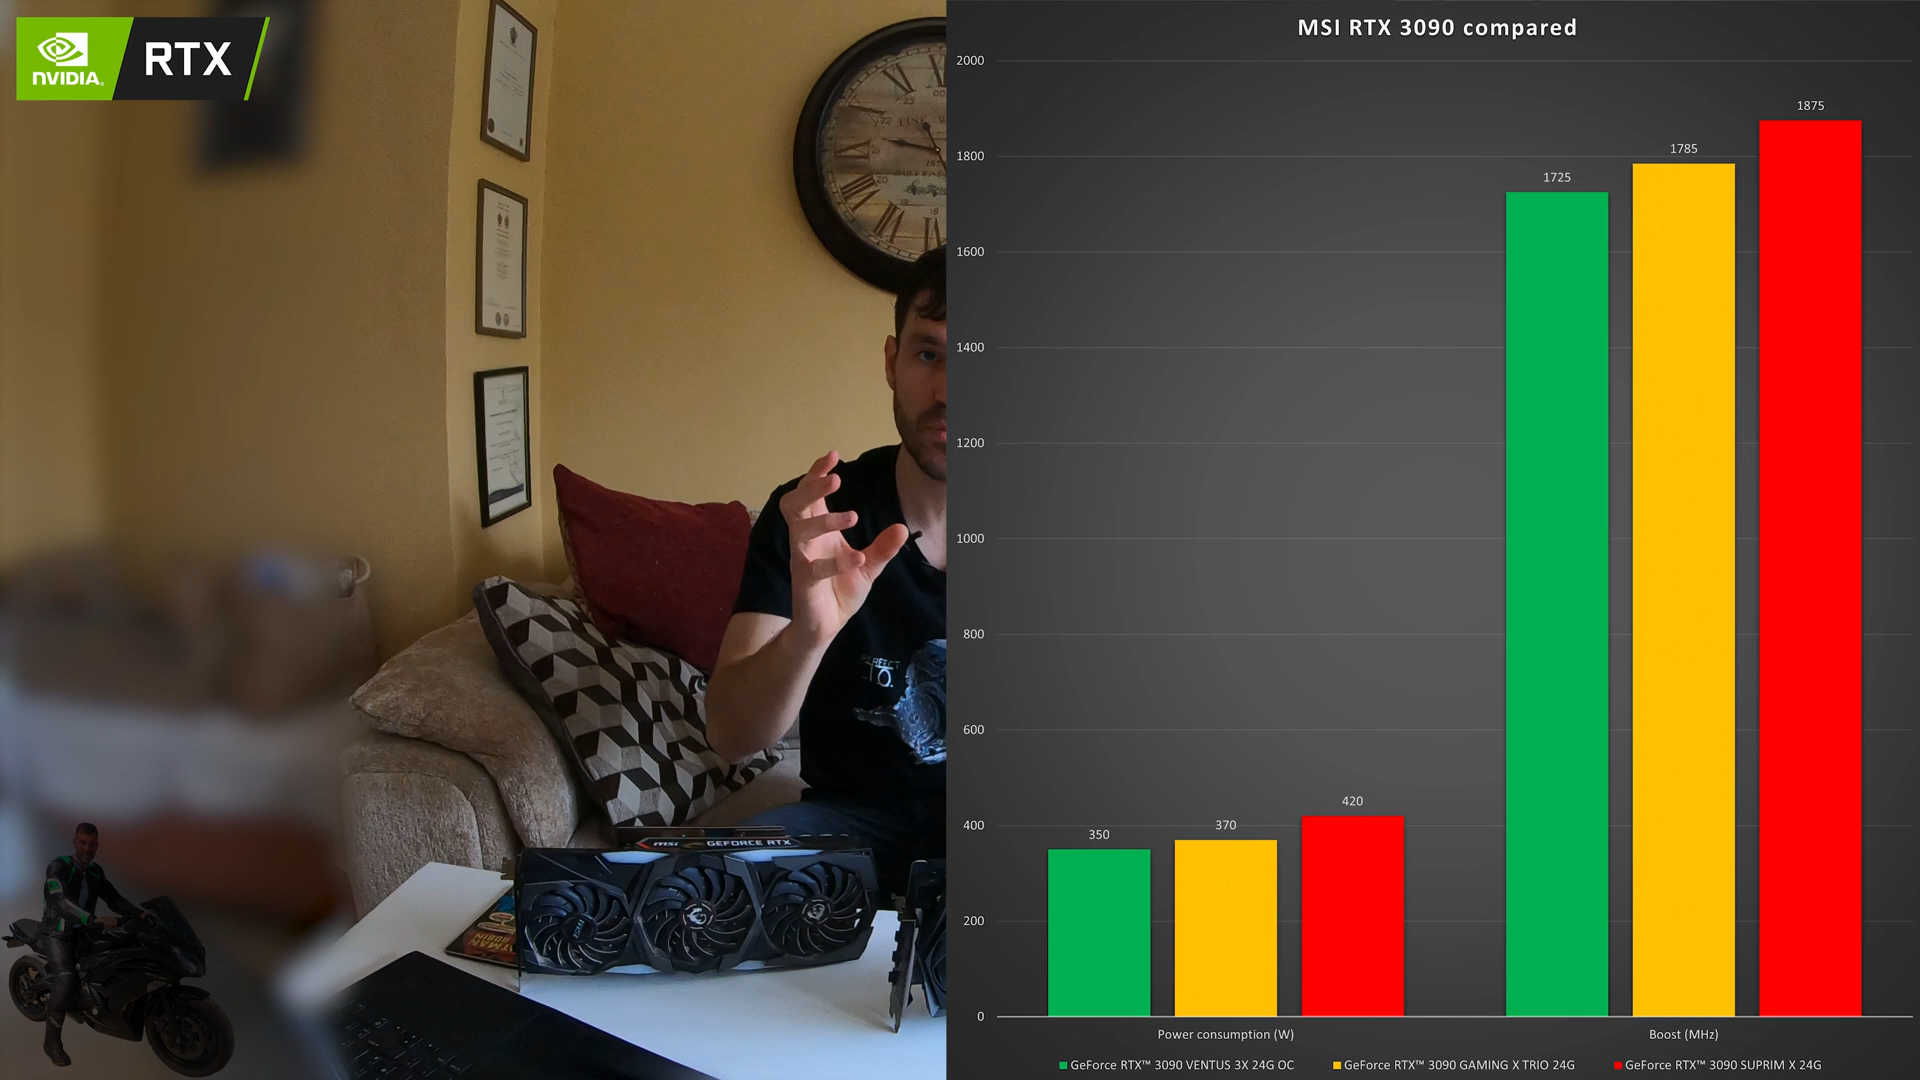 NVIDIA.
RTX
MSI RTX 3090 compared
2000
1800
1600
1400
1200
1000
800
600
400
200
0
350
370
420
1725
1785
1875
Power consumption (W)
Boost (MHz)
GeForce RTX™ 3090 VENTUS 3X 24G OC
GeForce RTX™ 3090 GAMING X TRIO 24G
GeForce RTX™ 3090 SUPRIM X 24G
msi GEFORCE RTX